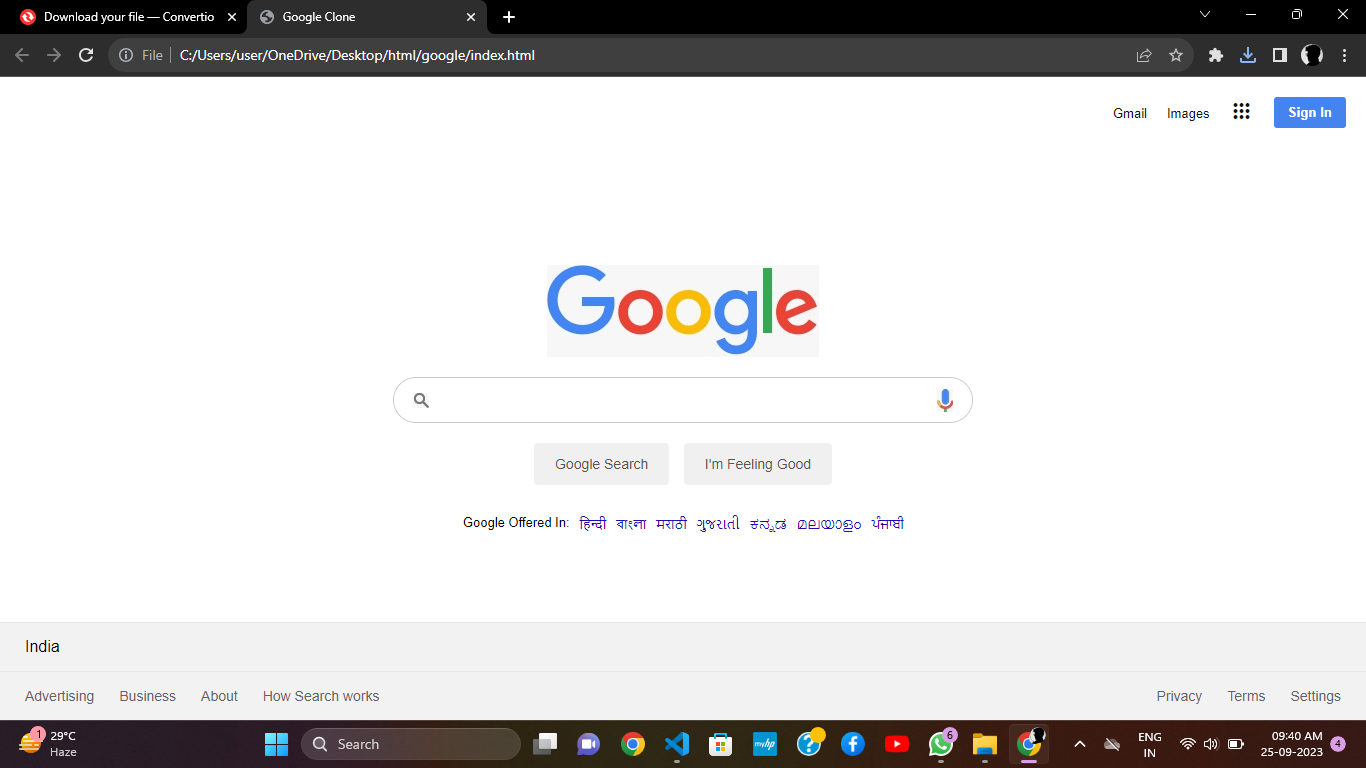 Download your file — Convertio
Google Clone
File C:/Users/user/OneDrive/Desktop/html/google/index.html
Gmail Images Sign In
Google
Google Search I'm Feeling Good
Google Offered In: हिन्दी বাংলা मराठी ગુજરાતી ಕನ್ನಡ മലയാളം ਪੰਜਾਬੀ
India
Advertising Business About How Search works Privacy Terms Settings
1 29°C
Haze
Search
myhp
6
ENG
IN
09:40 AM
25-09-2023
4